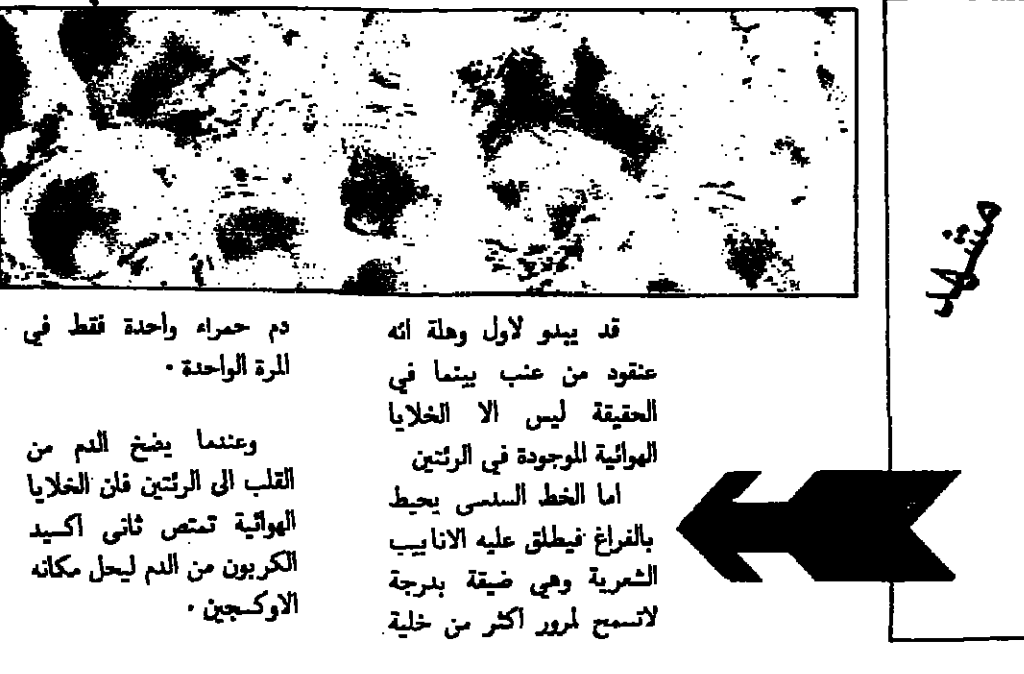 قد يبدو لاول وهلة انه
عنقود من عنب بينما في
الحقيقة ليس الا الخلايا
الهوائية الموجودة في الرئتين
اما الخط السدسى يحيط
بالفراغ فيطلق عليه الانابيب
الشعرية وهي ضيقة بدرجة
لاتسمح لمرور اكثر من خلية
دم حمراء واحدة فقط في
المرة الواحدة ٠
وعندما يضخ الدم من
القلب الى الرئتين فان الخلايا
الهوائية تمتص ثانى اكسيد
الكربون من الدم ليحل مكانه
الاوكسجين ٠